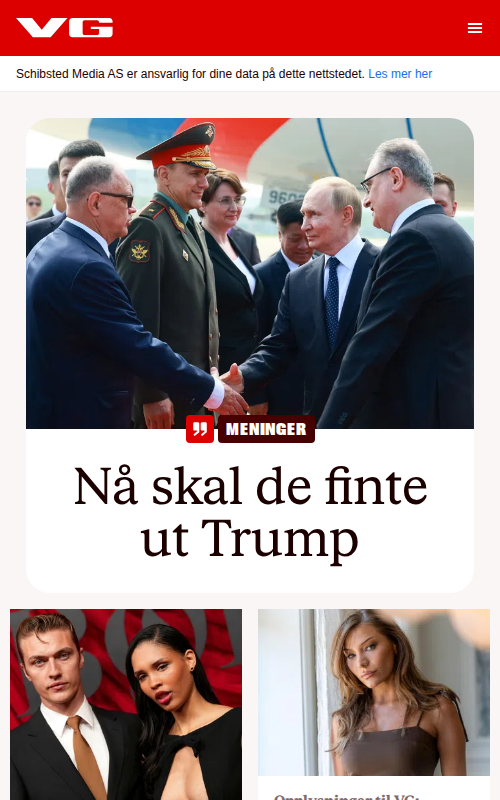 VG
Schibsted Media AS er ansvarlig for dine data på dette nettstedet. Les mer her
MENINGER
Nå skal de finte
ut Trump
Opplysninger til VG: